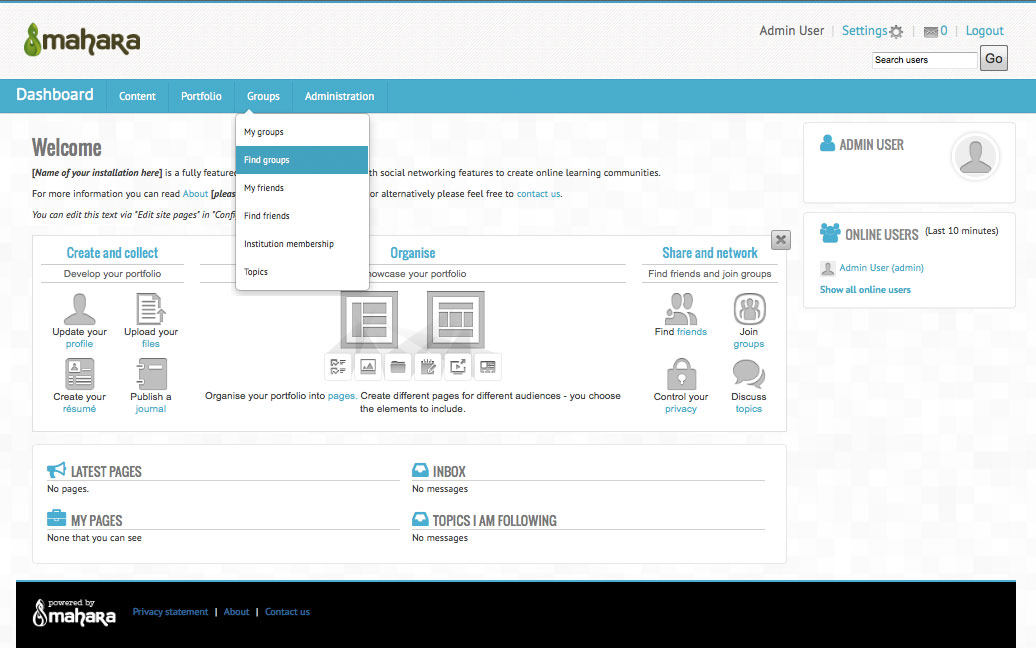 mahara
Admin User | Settings | 0 | Logout
Search users Go
Dashboard Content Portfolio Groups Administration
My groups
Find groups
My friends
Find friends
Institution membership
Topics
Welcome
[Name of your installation here] is a fully feature th social networking features to create online learning communities.
For more information you can read About [pleas or alternatively please feel free to contact us.
You can edit this text via "Edit site pages" in "Confi
Create and collect
Develop your portfolio
Update your
profile
Upload your
files
Create your
résumé
Publish a
journal
Organise
howcase your portfolio
Organise your portfolio into pages. Create different pages for different audiences - you choose
the elements to include.
Share and network
Find friends and join groups
Find friends
Join
groups
Control your
privacy
Discuss
topics
ADMIN USER
ONLINE USERS (Last 10 minutes)
Admin User (admin)
Show all online users
LATEST PAGES
No pages.
INBOX
No messages
MY PAGES
None that you can see
TOPICS I AM FOLLOWING
No messages
powered by
mahara
Privacy statement | About | Contact us